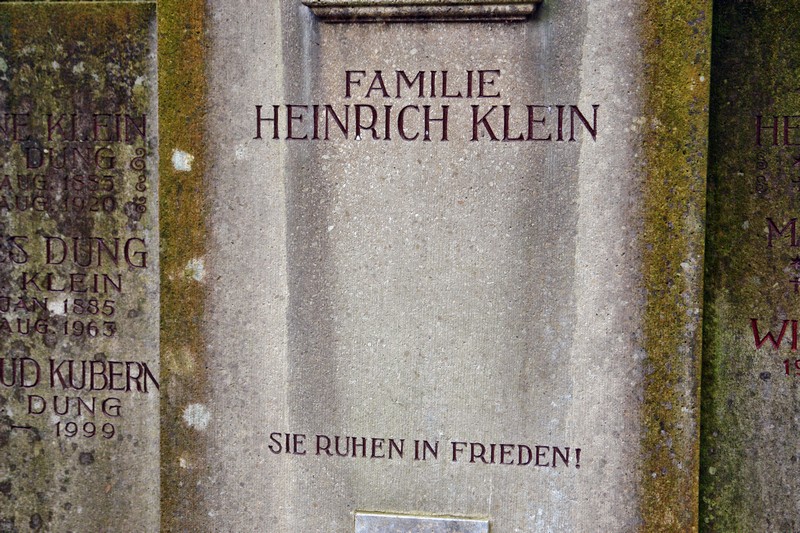 FAMILIE
HEINRICH KLEIN
SIE RUHEN IN FRIEDEN!
KLEIN
DUNG
AUG. 1885
AUG. 1920
DUNG
KLEIN
JAN. 1885
AUG. 1963
KUBERN
DUNG
– 1999